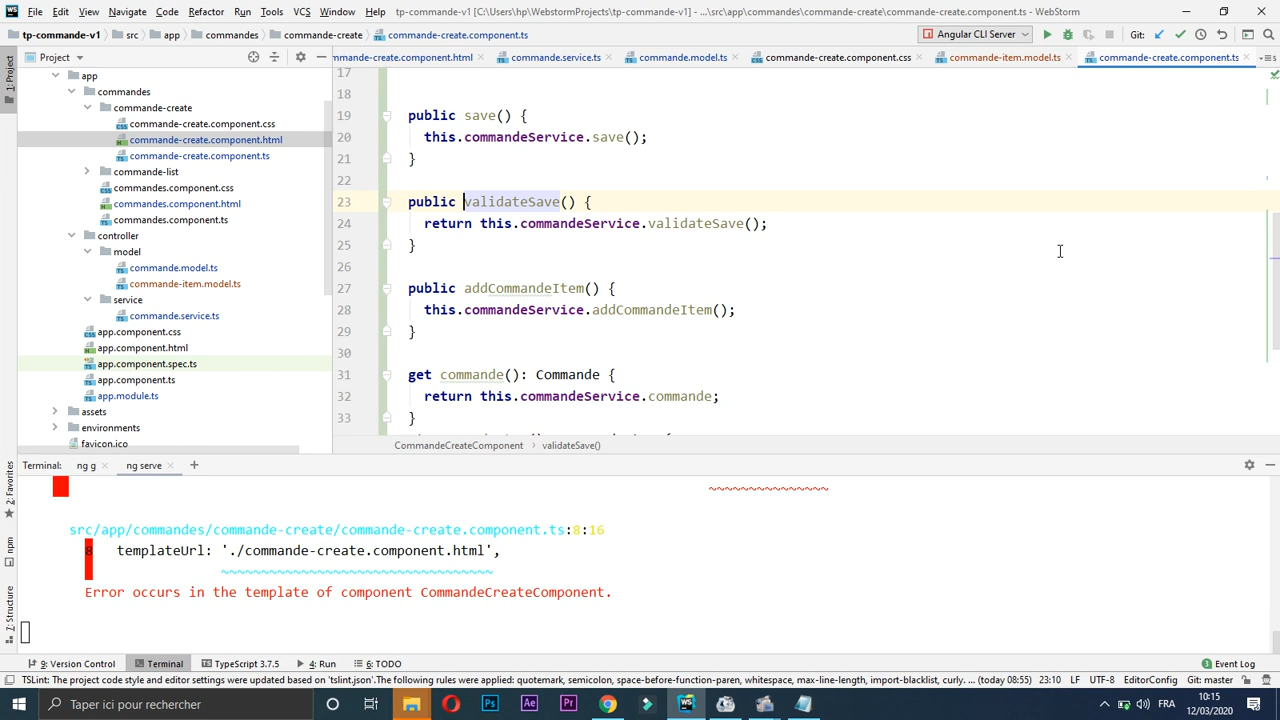 File Edit View Navigate Code Refactor Run Tools VCS Window Help tp-commande-v1 [C:\Users\hp\WebstormProjects\tp-commande-v1] - ...\src\app\commandes\commande-create\commande-create.component.ts - WebStorm
tp-commande-v1 src app commandes commande-create commande-create.component.ts Angular CLI Server Git:
Project mmande-create.component.html commande.service.ts commande.model.ts commande-create.component.css commande-item.model.ts commande-create.component.ts
1: Project
app
commandes
commande-create
commande-create.component.css
commande-create.component.html
commande-create.component.ts
commande-list
commandes.component.css
commandes.component.html
commandes.component.ts
controller
model
commande.model.ts
commande-item.model.ts
service
commande.service.ts
app.component.css
app.component.html
app.component.spec.ts
app.component.ts
app.module.ts
assets
environments
favicon.ico
17
18
19 public save() {
20 this.commandeService.save();
21 }
22
23 public validateSave() {
24 return this.commandeService.validateSave();
25 }
26
27 public addCommandeItem() {
28 this.commandeService.addCommandeItem();
29 }
30
31 get commande(): Commande {
32 return this.commandeService.commande;
33 }
CommandeCreateComponent validateSave()
Terminal: ng g ng serve
2: Favorites
npm
7: Structure
~~~~~~~~~~~~~~~
src/app/commandes/commande-create/commande-create.component.ts:8:16
8 templateUrl: './commande-create.component.html',
~~~~~~~~~~~~~~~~~~~~~~~~~~~~~~~~~~
Error occurs in the template of component CommandeCreateComponent.
9: Version Control Terminal TypeScript 3.7.5 4: Run 6: TODO 3 Event Log
TSLint: The project code style and editor settings were updated based on 'tslint.json'.The following rules were applied: quotemark, semicolon, space-before-function-paren, whitespace, max-line-length, import-blacklist, curly. ... (today 08:55) 23:10 LF UTF-8 EditorConfig Git: master
Taper ici pour rechercher Ps Ae Pr WS FRA 10:15
12/03/2020